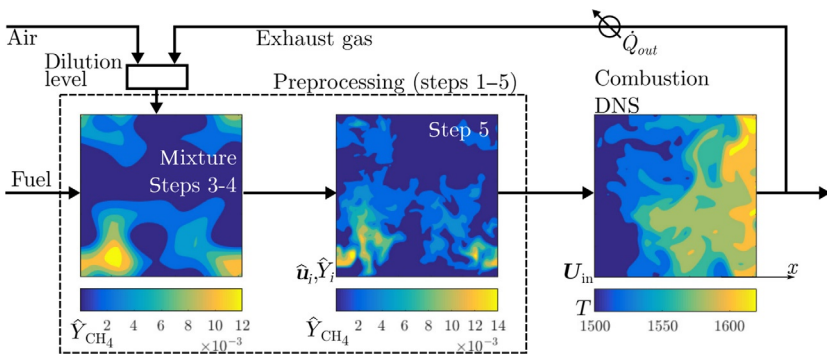 Air
Exhaust gas
Q̇out
Dilution
level
Preprocessing (steps 1–5)
Combustion
DNS
Mixture
Steps 3-4
Step 5
Fuel
û_i,Ŷ_i
U_in
x
Ŷ_CH4
2 4 6 8 10 12
×10⁻³
Ŷ_CH4
2 4 6 8 10 12 14
×10⁻³
T
1500 1550 1600